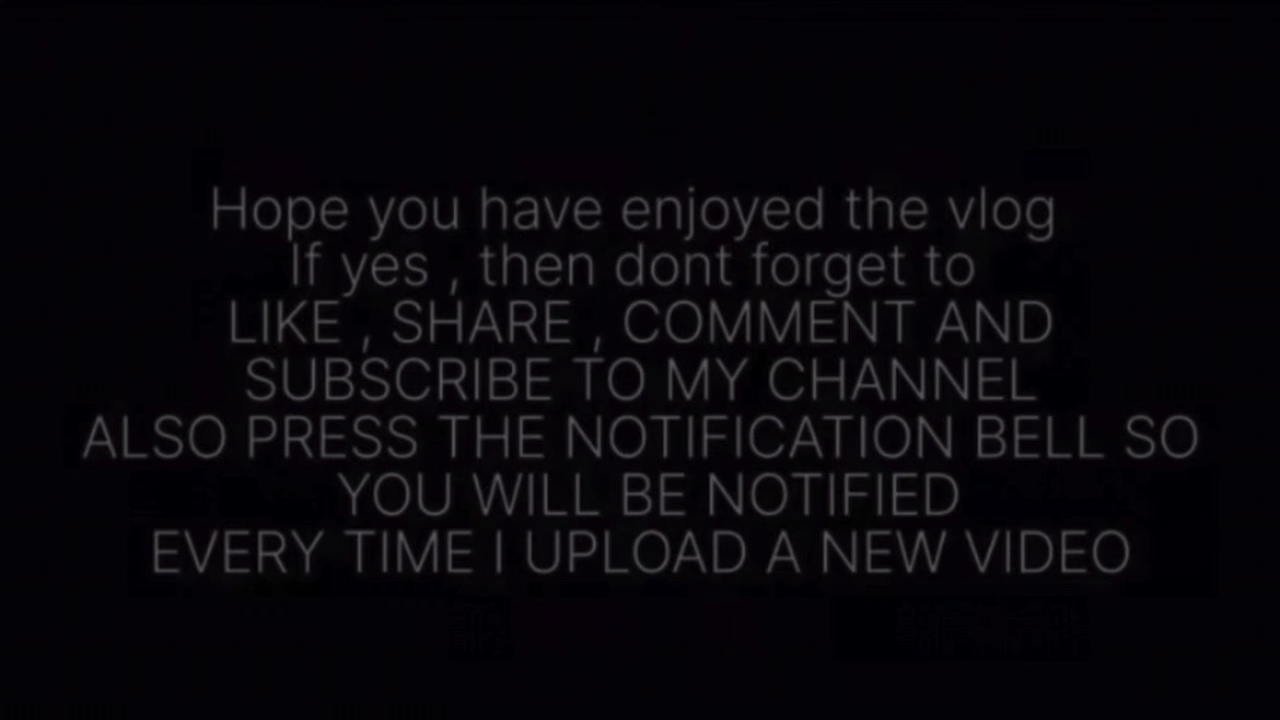 Hope you have enjoyed the vlog
If yes , then dont forget to
LIKE , SHARE , COMMENT AND
SUBSCRIBE TO MY CHANNEL
ALSO PRESS THE NOTIFICATION BELL SO
YOU WILL BE NOTIFIED
EVERY TIME I UPLOAD A NEW VIDEO